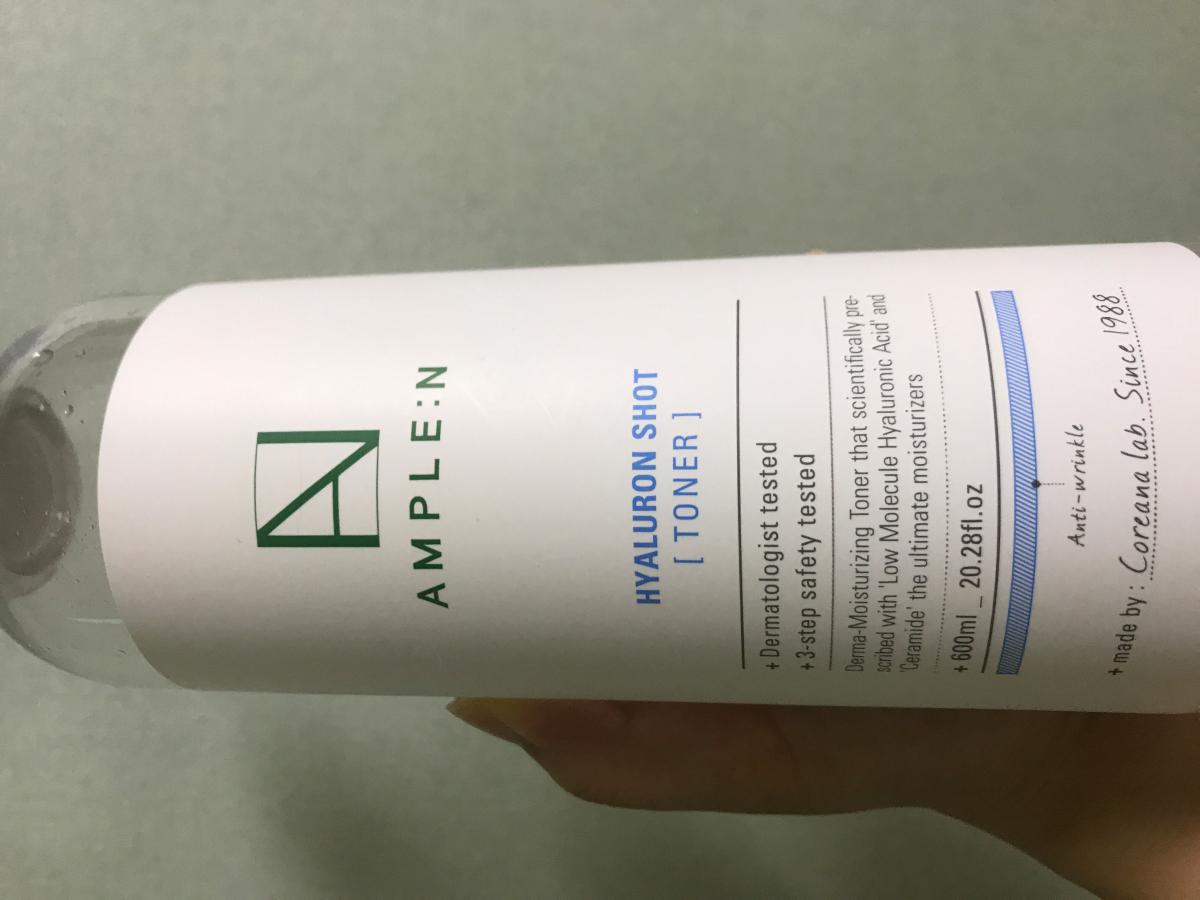 AMPLE:N
HYALURON SHOT
[ TONER ]
+ Dermatologist tested
+ 3-step safety tested
Derma-Moisturizing Toner that scientifically pre-
scribed with 'Low Molecule Hyaluronic Acid' and
'Ceramide' the ultimate moisturizers
+ 600ml _ 20.28fl.oz
Anti-wrinkle
+ made by : Coreana lab. Since 1988